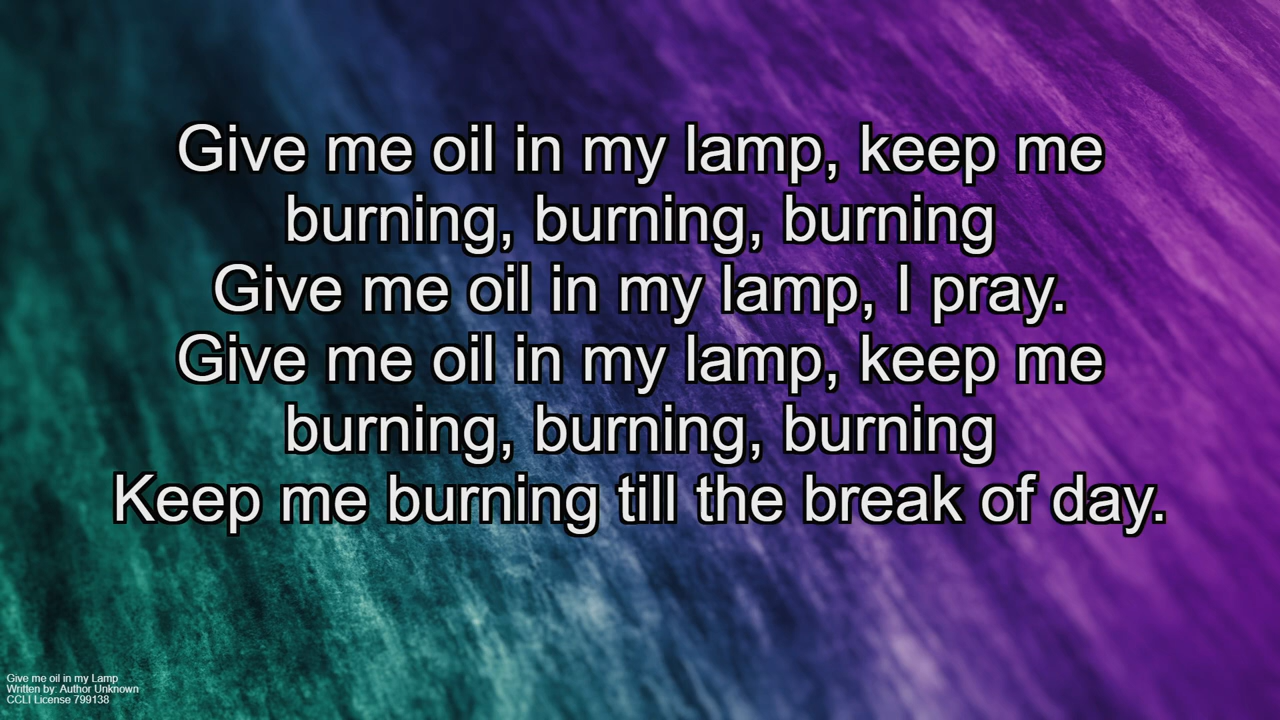 Give me oil in my lamp, keep me
burning, burning, burning
Give me oil in my lamp, I pray.
Give me oil in my lamp, keep me
burning, burning, burning
Keep me burning till the break of day.
Give me oil in my Lamp
Written by: Author Unknown
CCLI License 799138